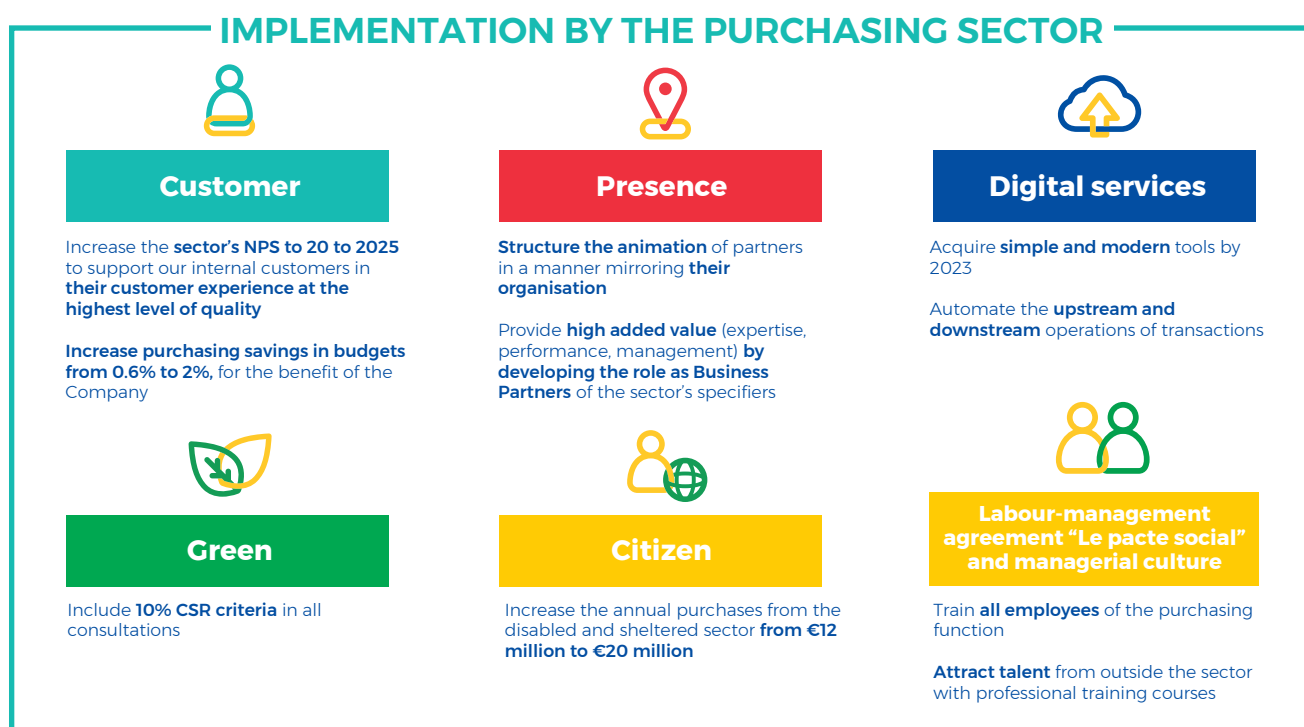 IMPLEMENTATION BY THE PURCHASING SECTOR
Customer
Increase the sector's NPS to 20 to 2025
to support our internal customers in
their customer experience at the
highest level of quality
Increase purchasing savings in budgets
from 0.6% to 2%, for the benefit of the
Company
Presence
Structure the animation of partners
in a manner mirroring their
organisation
Provide high added value (expertise,
performance, management) by
developing the role as Business
Partners of the sector's specifiers
Digital services
Acquire simple and modern tools by
2023
Automate the upstream and
downstream operations of transactions
Green
Include 10% CSR criteria in all
consultations
Citizen
Increase the annual purchases from the
disabled and sheltered sector from €12
million to €20 million
Labour-management
agreement “Le pacte social”
and managerial culture
Train all employees of the purchasing
function
Attract talent from outside the sector
with professional training courses